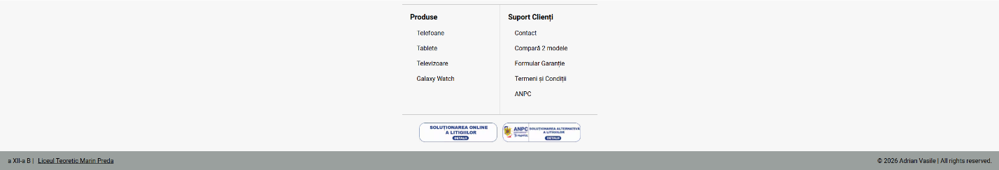 Produse
Telefoane
Tablete
Televizoare
Galaxy Watch
Suport Clienți
Contact
Compară 2 modele
Formular Garanție
Termeni și Condiții
ANPC
SOLUȚIONAREA ONLINE
A LITIGIILOR
DETALII
ANPC
SOLUȚIONAREA ALTERNATIVĂ
A LITIGIILOR
DETALII
a XII-a B | Liceul Teoretic Marin Preda
© 2026 Adrian Vasile | All rights reserved.